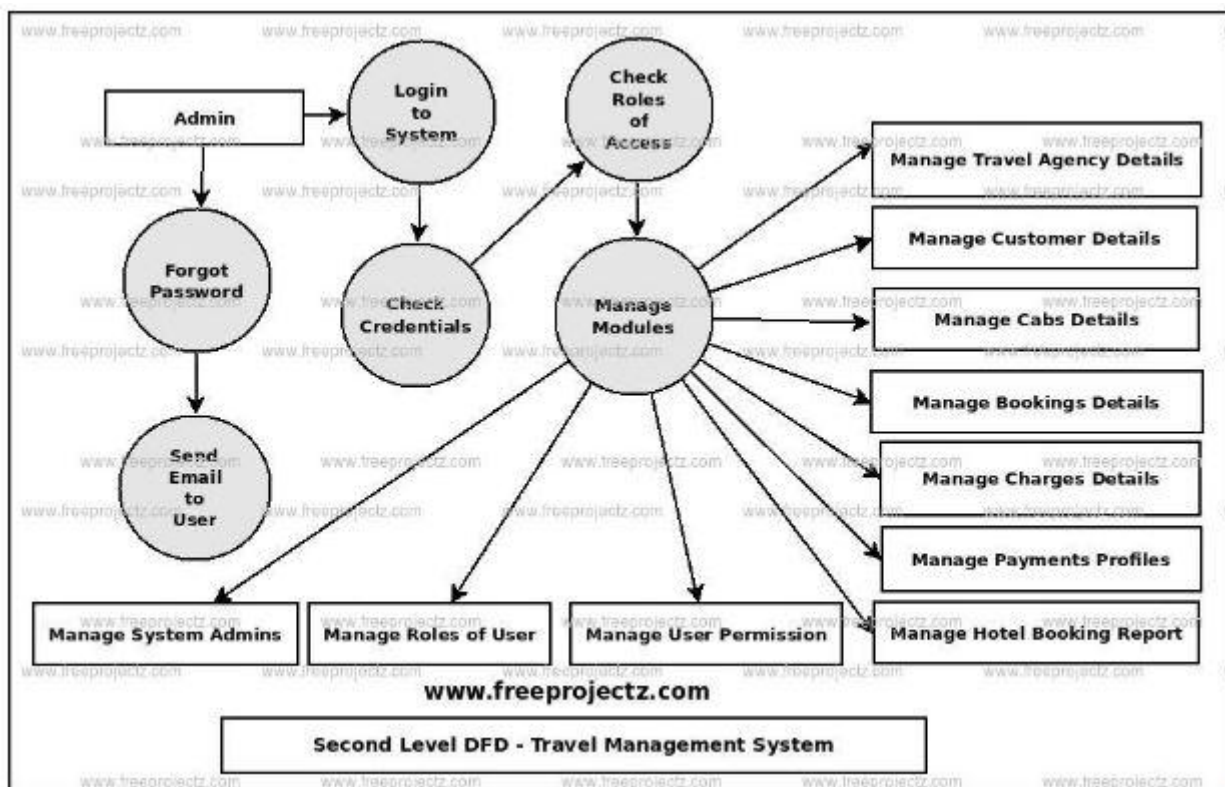 Admin
Login
to
System
Check
Roles
of
Access
Forgot
Password
Check
Credentials
Manage
Modules
Send
Email
to
User
Manage Travel Agency Details
Manage Customer Details
Manage Cabs Details
Manage Bookings Details
Manage Charges Details
Manage Payments Profiles
Manage Hotel Booking Report
Manage System Admins
Manage Roles of User
Manage User Permission
www.freeprojectz.com
Second Level DFD - Travel Management System